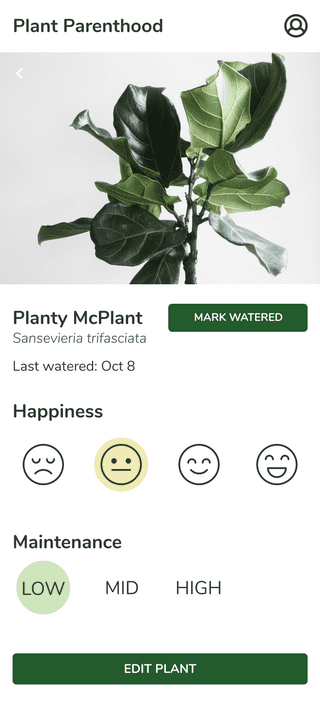 Plant Parenthood
Planty McPlant
MARK WATERED
Sansevieria trifasciata
Last watered: Oct 8
Happiness
Maintenance
LOW MID HIGH
EDIT PLANT